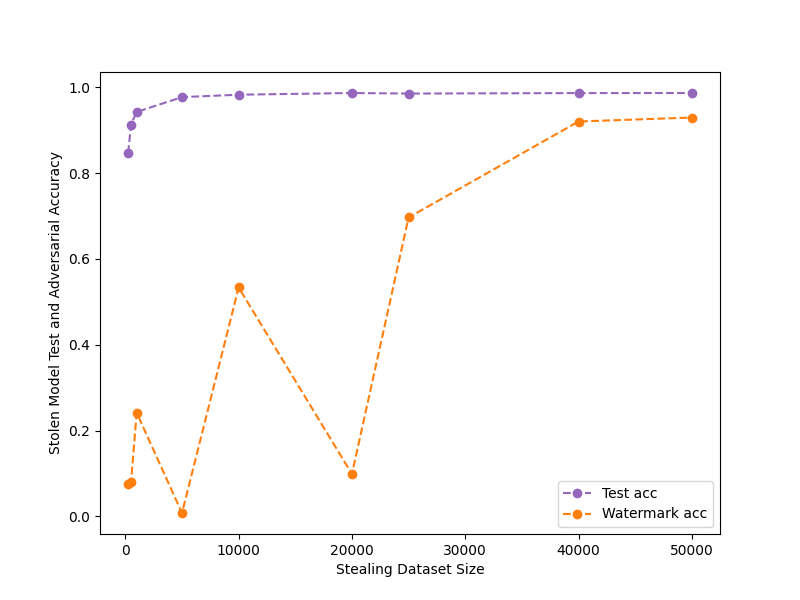 1.0
0.8
0.6
0.4
0.2
0.0
Stolen Model Test and Adversarial Accuracy
Test acc
Watermark acc
0 10000 20000 30000 40000 50000
Stealing Dataset Size